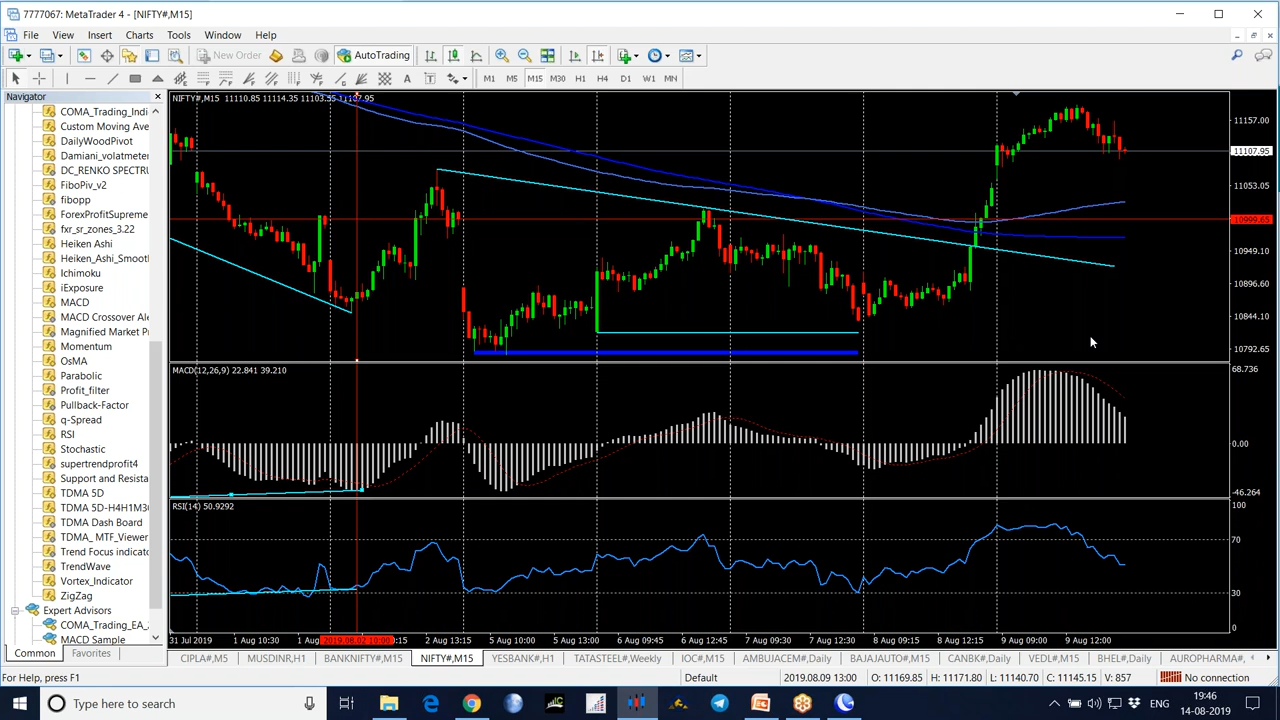 7777067: MetaTrader 4 - [NIFTY#,M15]
File View Insert Charts Tools Window Help
New Order AutoTrading
M1 M5 M15 M30 H1 H4 D1 W1 MN
Navigator
COMA_Trading_Indi
Custom Moving Ave
DailyWoodPivot
Damiani_volatmeter
DC_RENKO SPECTRU
FiboPiv_v2
fibopp
ForexProfitSupreme
fxr_sr_zones_3.22
Heiken Ashi
Heiken_Ashi_Smoot
Ichimoku
iExposure
MACD
MACD Crossover Ale
Magnified Market Pr
Momentum
OsMA
Parabolic
Profit_filter
Pullback-Factor
q-Spread
RSI
Stochastic
supertrendprofit4
Support and Resista
TDMA 5D
TDMA 5D-H4H1M30
TDMA Dash Board
TDMA_ MTF_Viewer
Trend Focus indicato
TrendWave
Vortex_Indicator
ZigZag
Expert Advisors
COMA_Trading_EA_
MACD Sample
Common Favorites
NIFTY#,M15 11110.85 11114.35 11103.35 11107.95
11157.00
11107.95
11053.05
10999.65
10949.10
10896.60
10844.10
10792.65
MACD(12,26,9) 22.841 39.210
68.736
0.00
-46.264
RSI(14) 50.9292
100
70
30
0
31 Jul 2019 1 Aug 10:30 1 Aug 2019.08.02 10:00 :15 2 Aug 13:15 5 Aug 10:00 5 Aug 13:00 6 Aug 09:45 6 Aug 12:45 7 Aug 09:30 7 Aug 12:30 8 Aug 09:15 8 Aug 12:15 9 Aug 09:00 9 Aug 12:00
CIPLA#,M5 MUSDINR,H1 BANKNIFTY#,M15 NIFTY#,M15 YESBANK#,H1 TATASTEEL#,Weekly IOC#,M15 AMBUJACEM#,Daily BAJAJAUTO#,M15 CANBK#,Daily VEDL#,M15 BHEL#,Daily AUROPHARMA#,
For Help, press F1 Default 2019.08.09 13:00 O: 11169.85 H: 11171.80 L: 11140.70 C: 11145.15 V: 857 No connection
Type here to search
ENG
19:46
14-08-2019